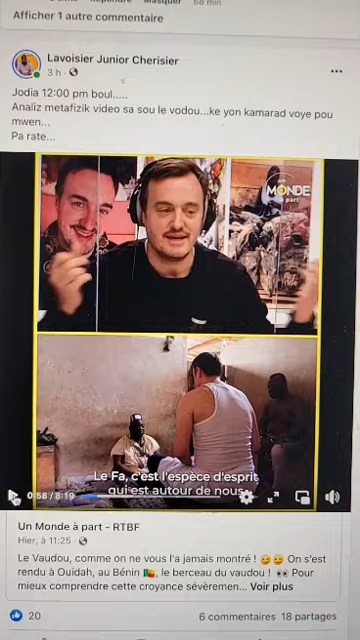 58 min
Afficher 1 autre commentaire
Lavoisier Junior Cherisier
3 h
Jodia 12:00 pm boul.....
Analiz metafizik video sa sou le vodou...ke yon kamarad voye pou
mwen...
Pa rate...
MONDE
à part
Le Fa, c'est l'espèce d'esprit
qui est autour de nous.
0:58 / 8:19
Un Monde à part - RTBF
Hier, à 11:25
Le Vaudou, comme on ne vous l'a jamais montré ! 😏😏 On s'est
rendu à Ouidah, au Bénin 🇧🇯, le berceau du vaudou ! 👀 Pour
mieux comprendre cette croyance sévèremen... Voir plus
20
6 commentaires 18 partages